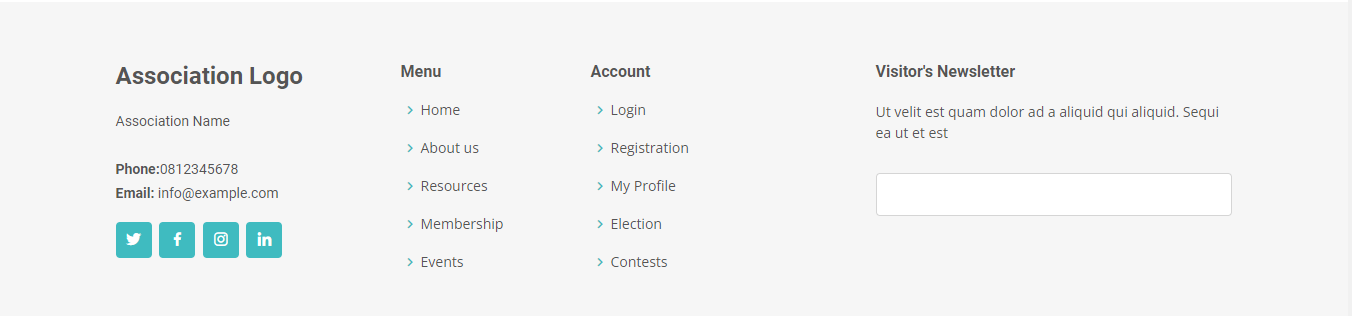 Association Logo
Association Name
Phone:0812345678
Email: info@example.com
Menu
Home
About us
Resources
Membership
Events
Account
Login
Registration
My Profile
Election
Contests
Visitor's Newsletter
Ut velit est quam dolor ad a aliquid qui aliquid. Sequi
ea ut et est